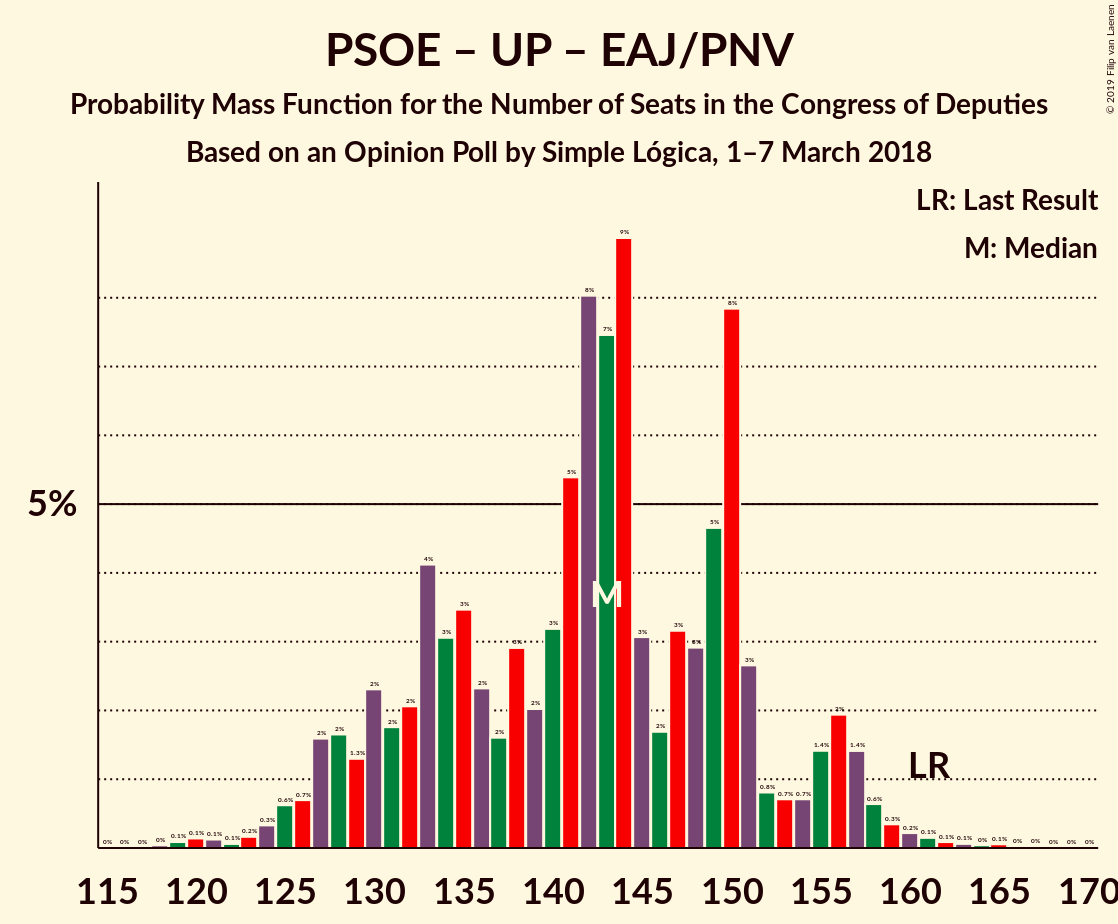 PSOE – UP – EAJ/PNV
Probability Mass Function for the Number of Seats in the Congress of Deputies
Based on an Opinion Poll by Simple Lógica, 1–7 March 2018
© 2019 Filip van Laenen
LR: Last Result
M: Median
5%
0% 0% 0% 0% 0.1% 0.1% 0.1% 0.1% 0.2% 0.3% 0.6% 0.7% 2% 2% 1.3% 2% 2% 2% 4% 3% 3% 2% 2% 3% 2% 3% 5% 8% 7% 9% 3% 2% 3% 3% 5% 8% 3% 0.8% 0.7% 0.7% 1.4% 2% 1.4% 0.6% 0.3% 0.2% 0.1% 0.1% 0.1% 0% 0.1% 0% 0% 0% 0% 0%
M
LR
115 120 125 130 135 140 145 150 155 160 165 170